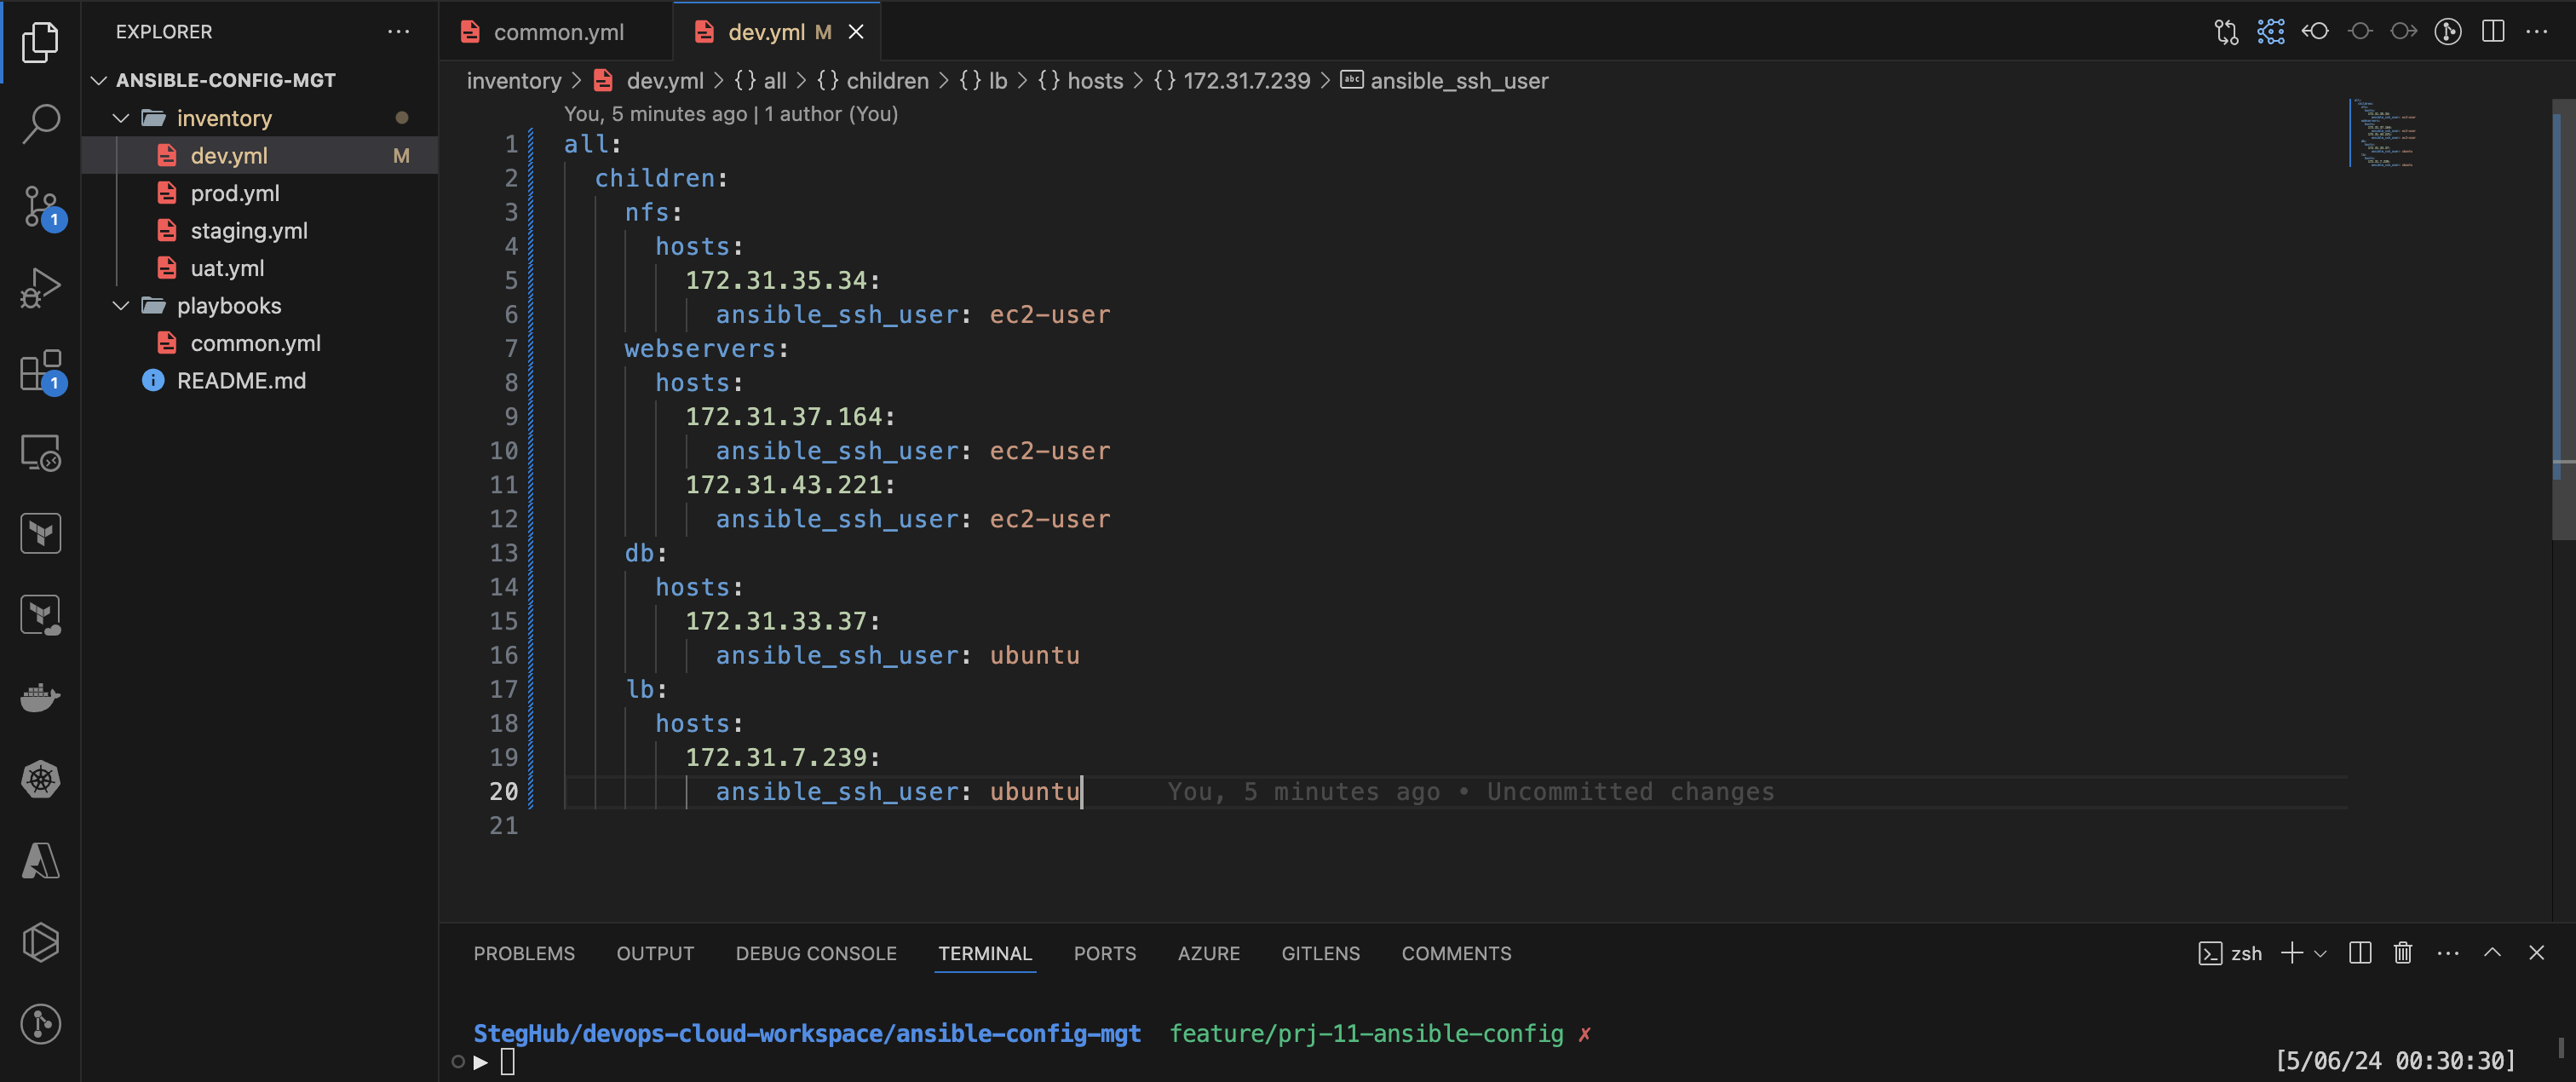 EXPLORER
ANSIBLE-CONFIG-MGT
inventory
dev.yml M
prod.yml
staging.yml
uat.yml
playbooks
common.yml
README.md
1
1
common.yml
dev.yml M
inventory > dev.yml > {} all > {} children > {} lb > {} hosts > {} 172.31.7.239 > abc ansible_ssh_user
You, 5 minutes ago | 1 author (You)
1 all:
2   children:
3     nfs:
4       hosts:
5         172.31.35.34:
6           ansible_ssh_user: ec2-user
7     webservers:
8       hosts:
9         172.31.37.164:
10           ansible_ssh_user: ec2-user
11         172.31.43.221:
12           ansible_ssh_user: ec2-user
13     db:
14       hosts:
15         172.31.33.37:
16           ansible_ssh_user: ubuntu
17     lb:
18       hosts:
19         172.31.7.239:
20           ansible_ssh_user: ubuntu You, 5 minutes ago • Uncommitted changes
21
PROBLEMS OUTPUT DEBUG CONSOLE TERMINAL PORTS AZURE GITLENS COMMENTS
zsh
StegHub/devops-cloud-workspace/ansible-config-mgt feature/prj-11-ansible-config ✗
[5/06/24 00:30:30]